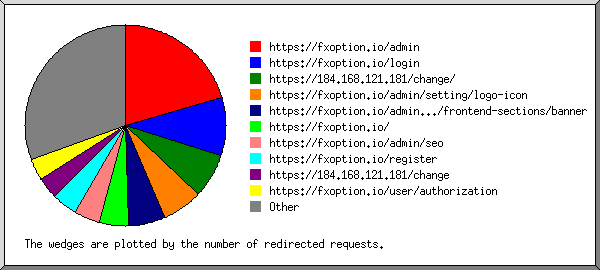 https://fxoption.io/admin
https://fxoption.io/login
https://184.168.121.181/change/
https://fxoption.io/admin/setting/logo-icon
https://fxoption.io/admin.../frontend-sections/banner
https://fxoption.io/
https://fxoption.io/admin/seo
https://fxoption.io/register
https://184.168.121.181/change
https://fxoption.io/user/authorization
Other
The wedges are plotted by the number of redirected requests.